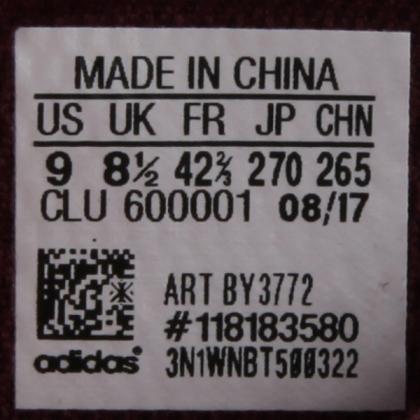 MADE IN CHINA
US UK FR JP CHN
9 8½ 42⅔ 270 265
CLU 600001 08/17
ART BY3772
#118183580
adidas® 3N1WNBT500322